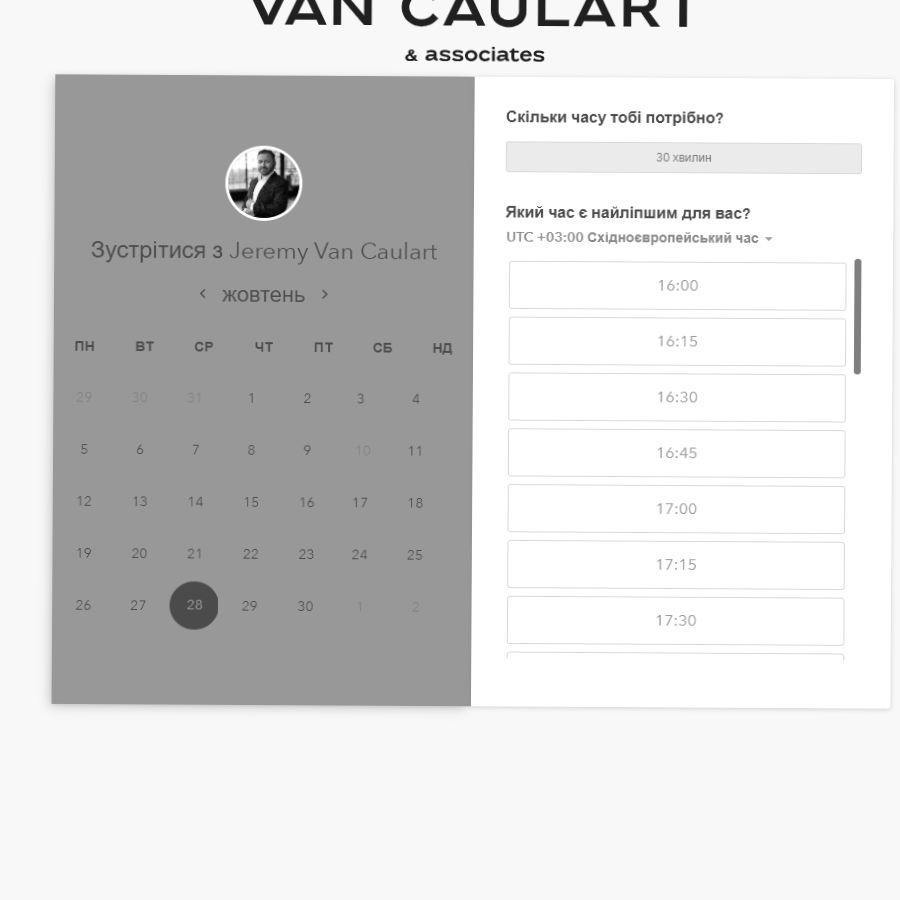 VAN CAULART
& associates
Зустрітися з Jeremy Van Caulart
жовтень
ПН ВТ СР ЧТ ПТ СБ НД
29 30 31 1 2 3 4
5 6 7 8 9 10 11
12 13 14 15 16 17 18
19 20 21 22 23 24 25
26 27 28 29 30 1 2
Скільки часу тобі потрібно?
30 хвилин
Який час є найліпшим для вас?
UTC +03:00 Східноєвропейський час
16:00
16:15
16:30
16:45
17:00
17:15
17:30